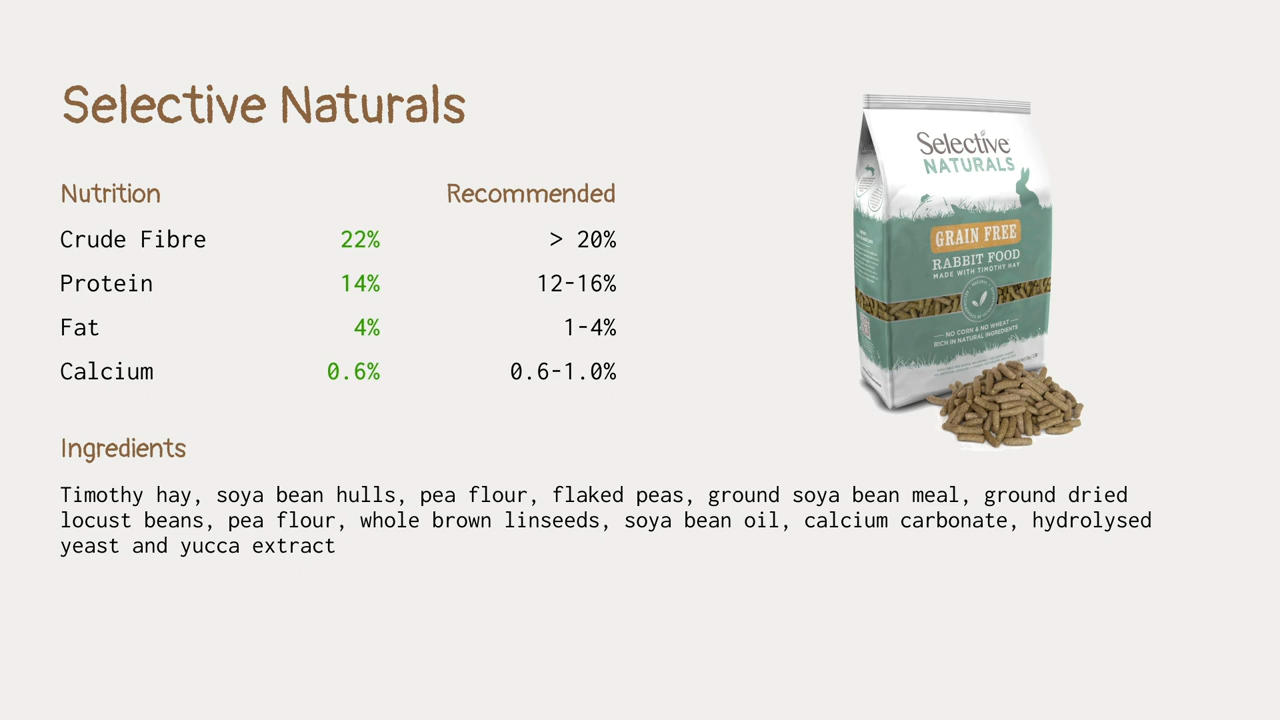 Selective Naturals
Nutrition Recommended
Crude Fibre 22% > 20%
Protein 14% 12-16%
Fat 4% 1-4%
Calcium 0.6% 0.6-1.0%
Ingredients
Timothy hay, soya bean hulls, pea flour, flaked peas, ground soya bean meal, ground dried
locust beans, pea flour, whole brown linseeds, soya bean oil, calcium carbonate, hydrolysed
yeast and yucca extract
Selective
NATURALS
GRAIN FREE
RABBIT FOOD
MADE WITH TIMOTHY HAY
NO CORN & NO WHEAT
RICH IN NATURAL INGREDIENTS